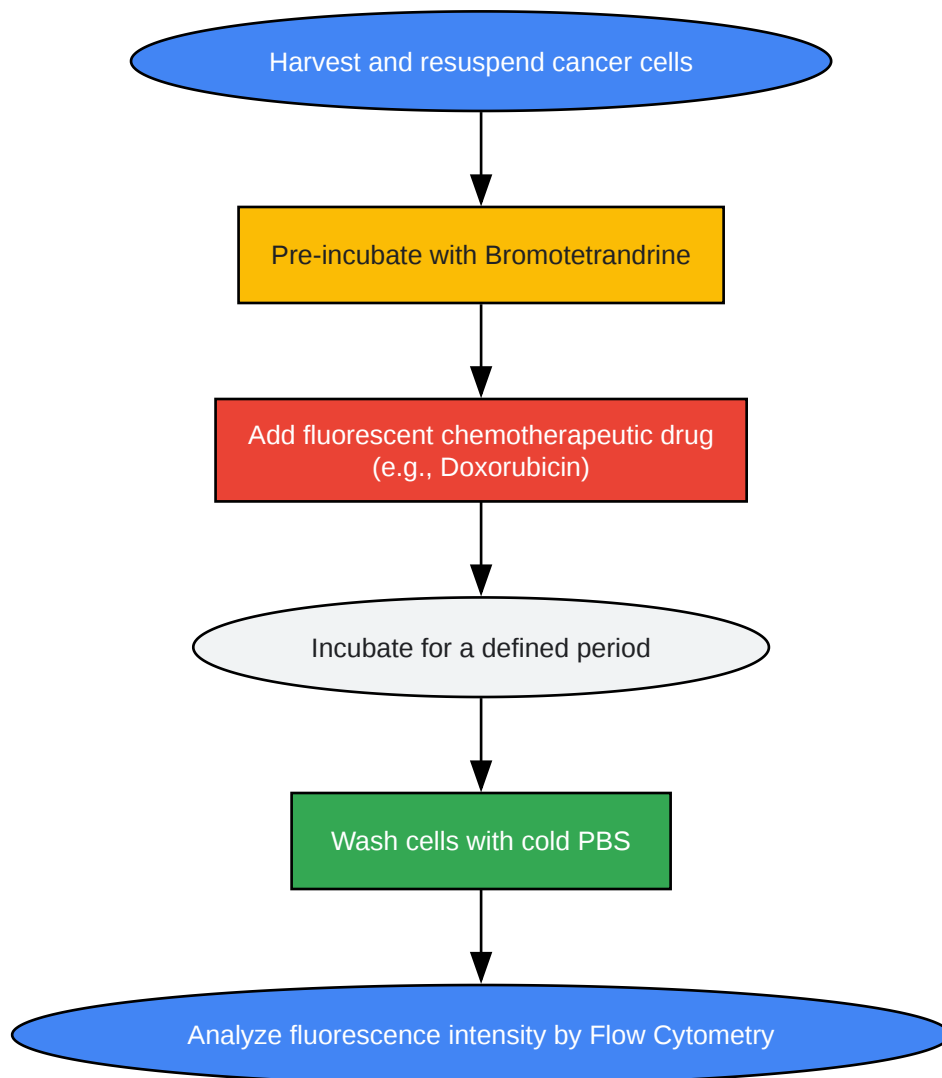 Harvest and resuspend cancer cells
Pre-incubate with Bromotetrandrine
Add fluorescent chemotherapeutic drug
(e.g., Doxorubicin)
Incubate for a defined period
Wash cells with cold PBS
Analyze fluorescence intensity by Flow Cytometry